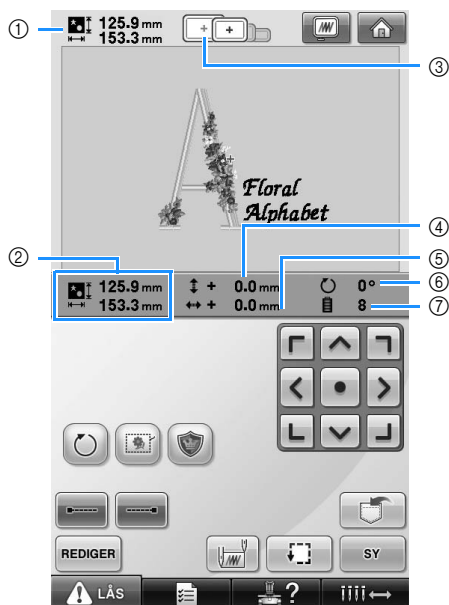 ① 125.9 mm
153.3 mm
③
Floral
Alphabet
④
②
⑤
125.9 mm + 0.0 mm 0° ⑥
153.3 mm + 0.0 mm 8 ⑦
REDIGER SY
LÅS ?